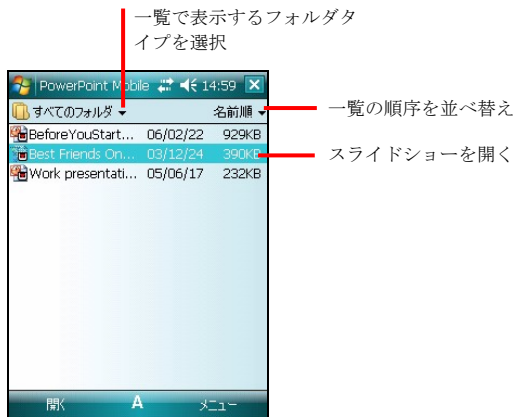 一覧で表示するフォルダタ
イプを選択
PowerPoint Mobile 14:59
すべてのフォルダ 名前順
一覧の順序を並べ替え
BeforeYouStart... 06/02/22 929KB
Best Friends On... 03/12/24 390KB
スライドショーを開く
Work presentati... 05/06/17 232KB
開く A メニュー